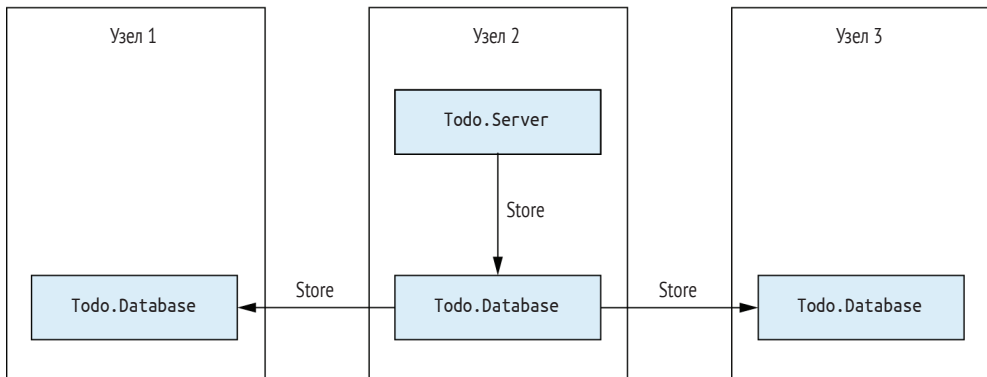 Узел 1
Узел 2
Узел 3
Todo.Server
Store
Todo.Database
Store
Todo.Database
Store
Todo.Database